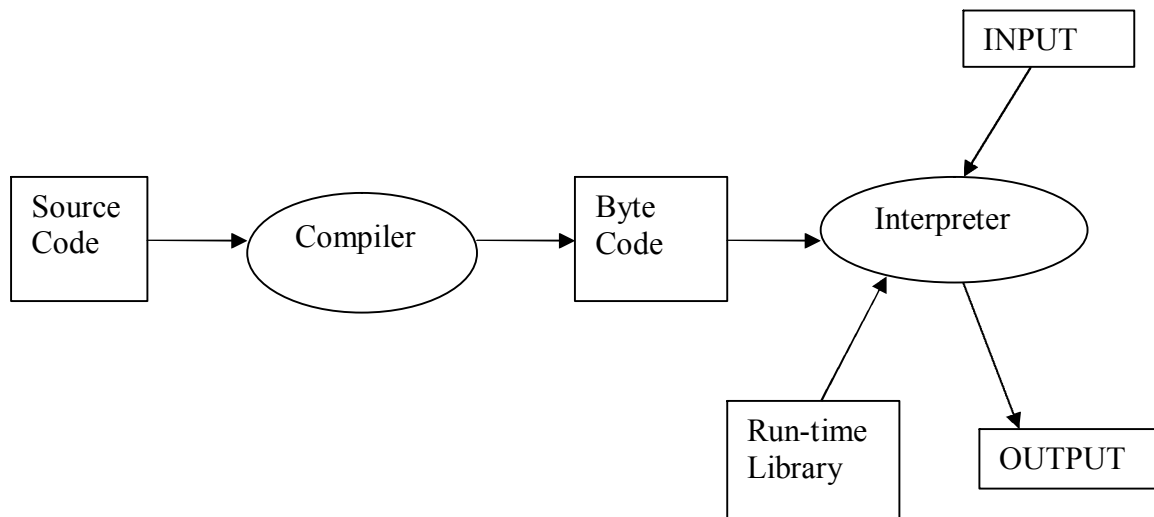 INPUT
Source
Code
Compiler
Byte
Code
Interpreter
Run-time
Library
OUTPUT